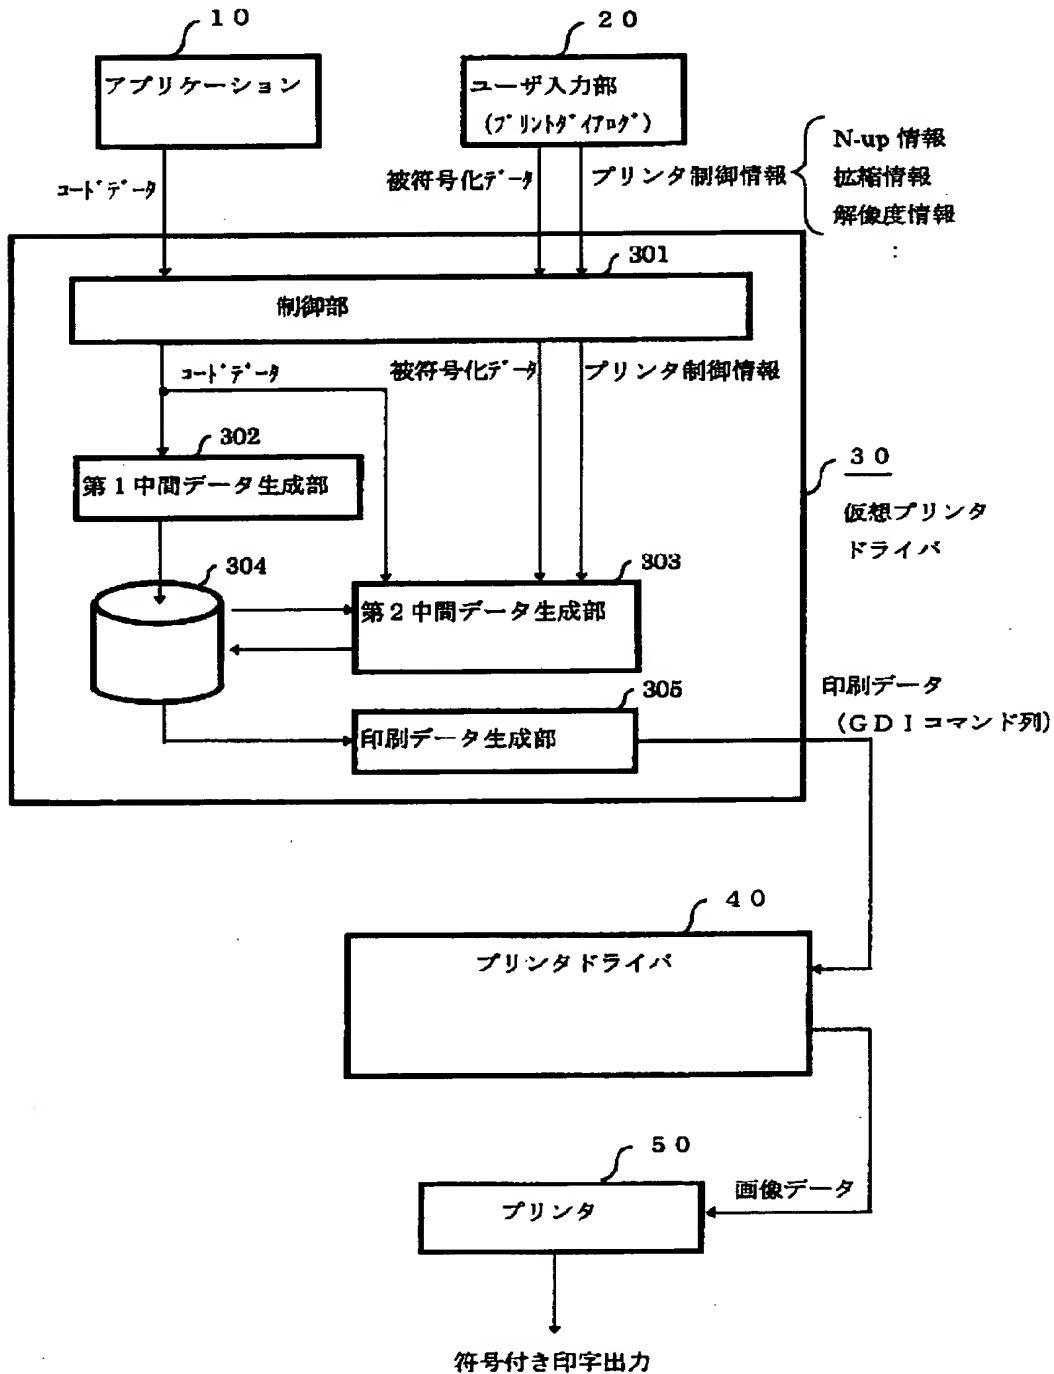 １０
アプリケーション
２０
ユーザ入力部
(プリントダイアログ)
コードデータ
被符号化データ
プリンタ制御情報
N-up 情報
拡縮情報
解像度情報
:
301
制御部
コードデータ
被符号化データ
プリンタ制御情報
302
第１中間データ生成部
３０
仮想プリンタ
ドライバ
304
303
第２中間データ生成部
305
印刷データ生成部
印刷データ
(ＧＤＩコマンド列)
４０
プリンタドライバ
５０
プリンタ
画像データ
符号付き印字出力